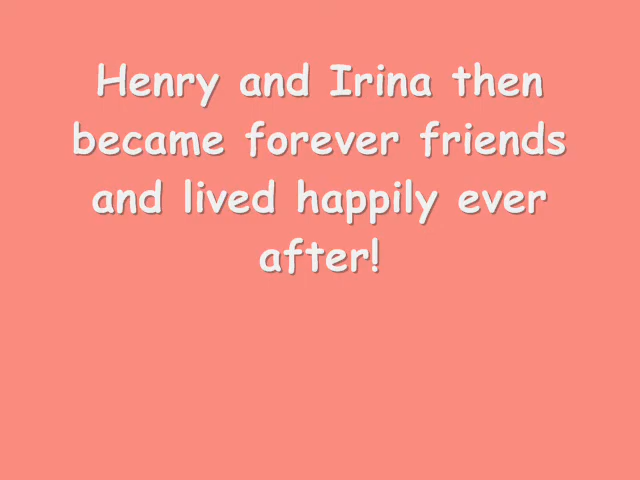 Henry and Irina then
became forever friends
and lived happily ever
after!